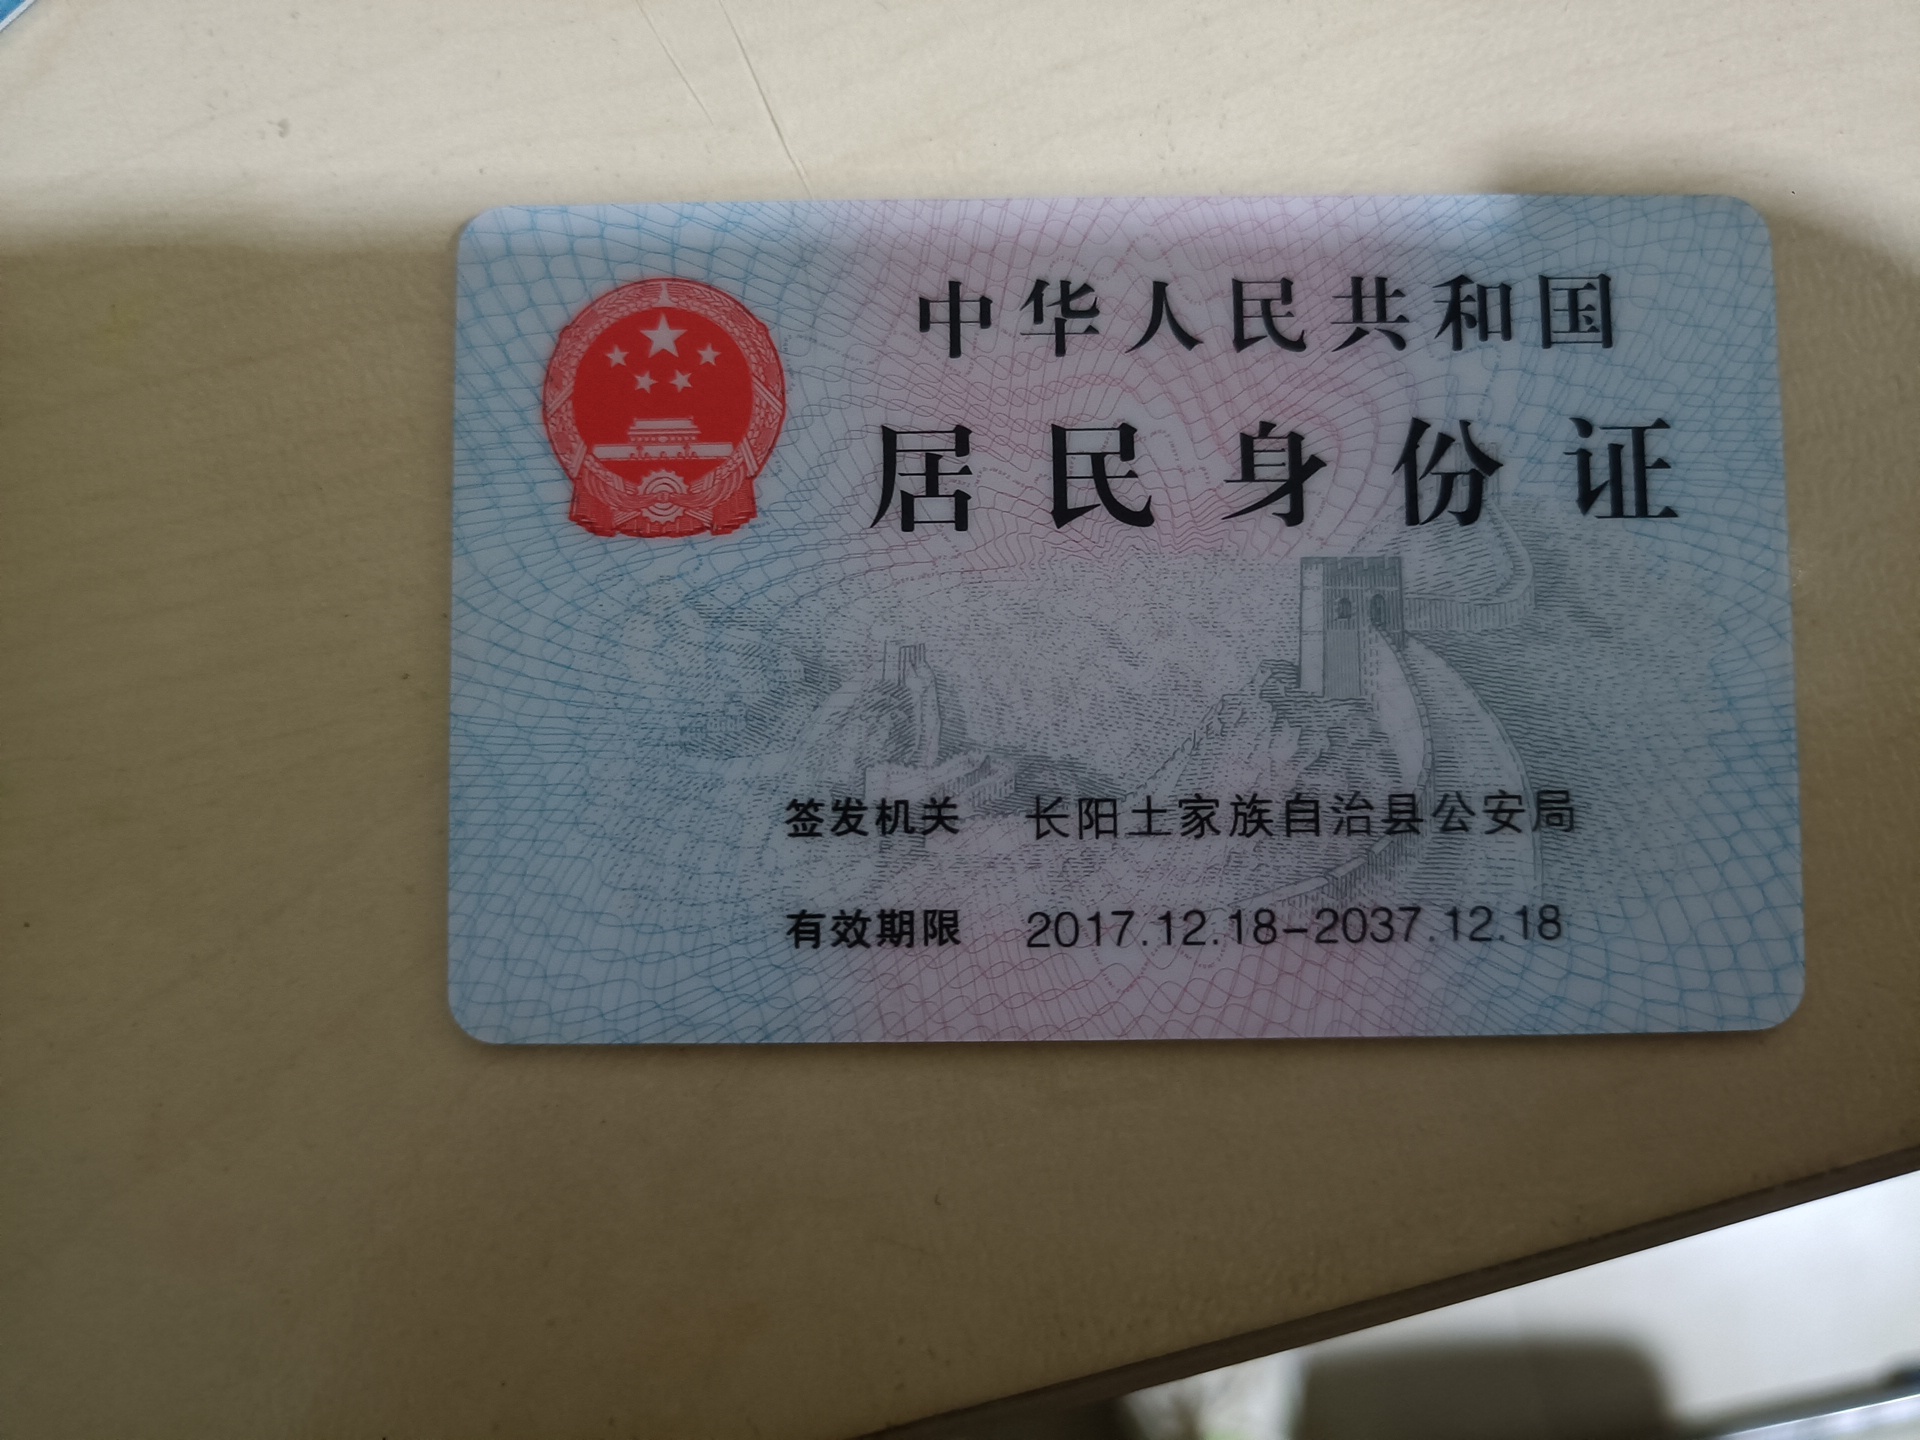 中华人民共和国
居民身份证
签发机关 长阳土家族自治县公安局
有效期限 2017.12.18-2037.12.18